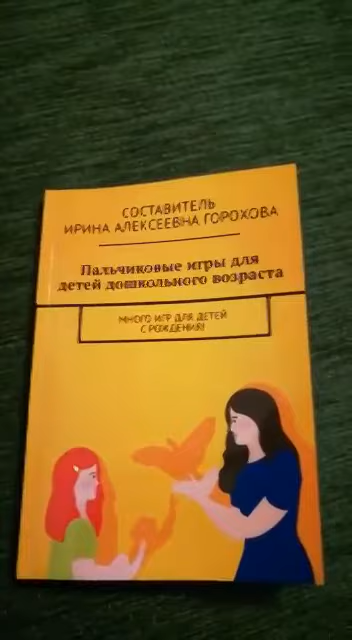 СОСТАВИТЕЛЬ
ИРИНА АЛЕКСЕЕВНА ГОРОХОВА
Пальчиковые игры для
детей дошкольного возраста
МНОГО ИГР ДЛЯ ДЕТЕЙ
С РОЖДЕНИЯ!